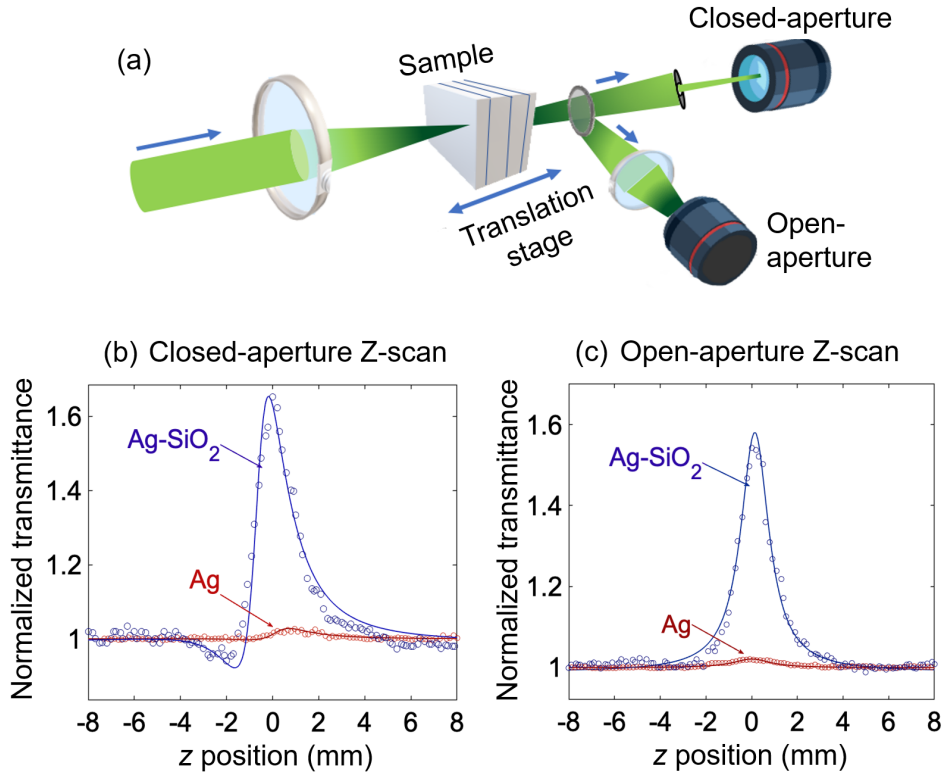 Closed-aperture
(a)
Sample
Translation
stage
Open-
aperture
(b) Closed-aperture Z-scan
Normalized transmittance
1.6
1.4
1.2
1
Ag-SiO₂
Ag
-8 -6 -4 -2 0 2 4 6 8
z position (mm)
(c) Open-aperture Z-scan
Normalized transmittance
1.6
1.4
1.2
1
Ag-SiO₂
Ag
-8 -6 -4 -2 0 2 4 6 8
z position (mm)